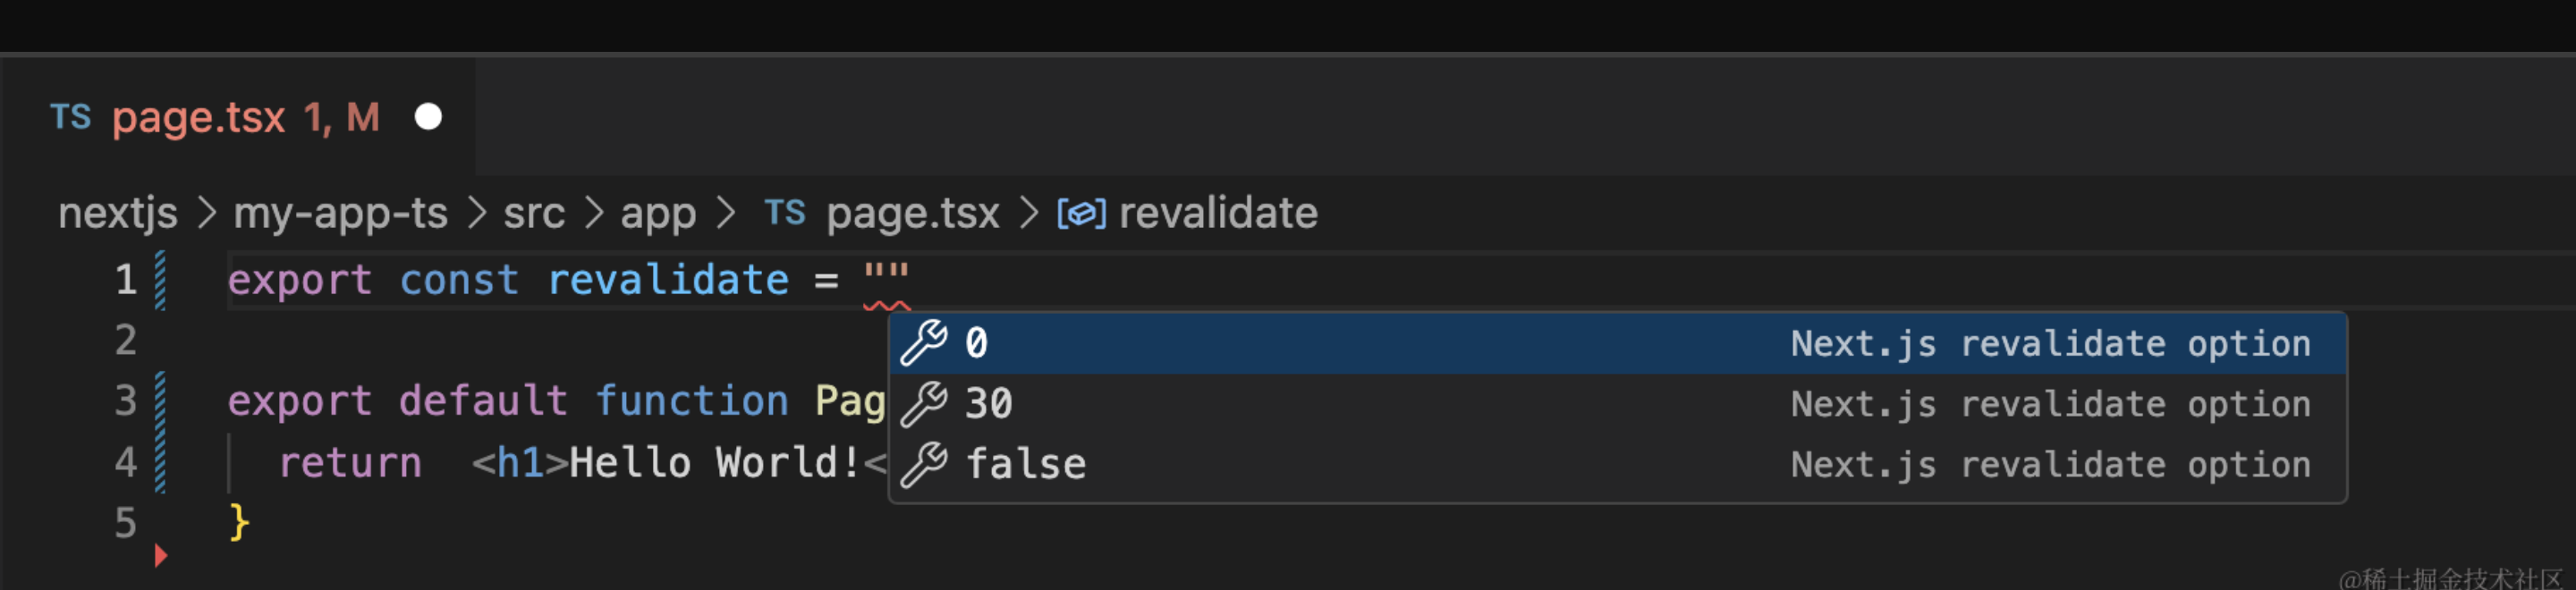 TS page.tsx 1, M
nextjs > my-app-ts > src > app > TS page.tsx > revalidate
1 export const revalidate = ""
0 Next.js revalidate option
2
30 Next.js revalidate option
3 export default function Pag
false Next.js revalidate option
4 return <h1>Hello World!<
5 }
@稀土掘金技术社区